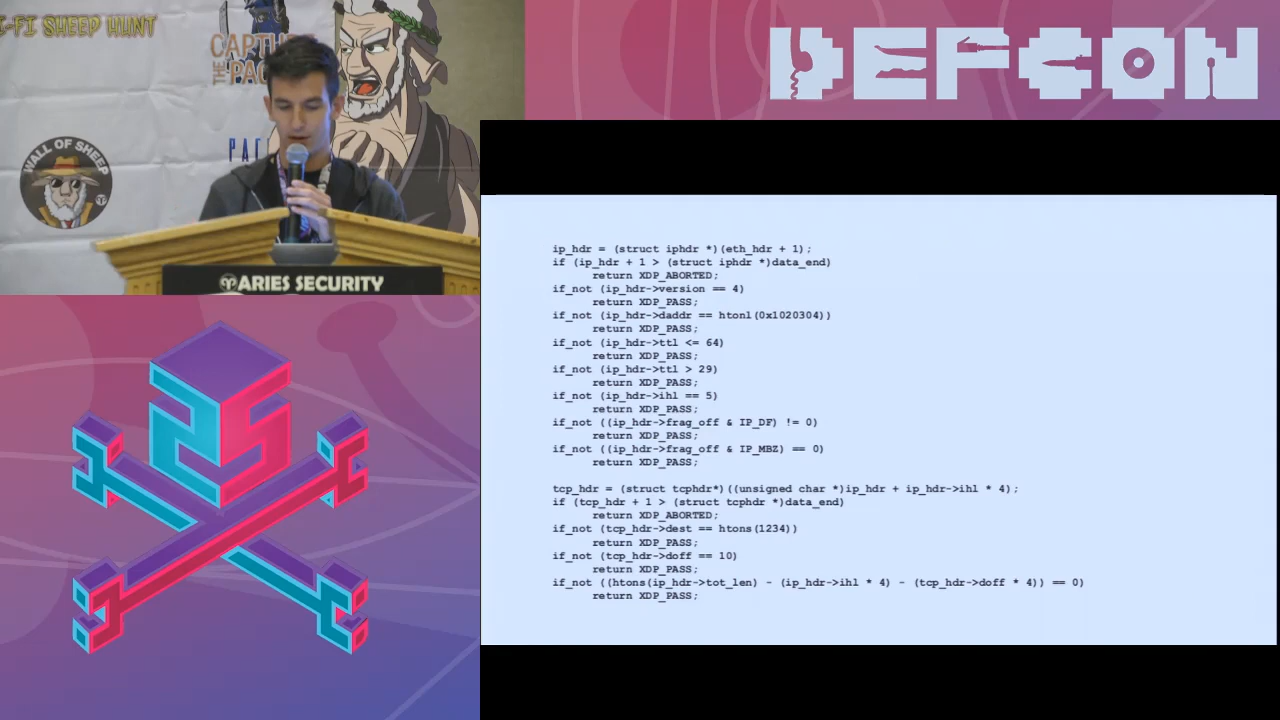 I-FI SHEEP HUNT
CAPTU
THE PAC
WALL OF SHEEP
PAC
ARIES SECURITY
DEFCON
ip_hdr = (struct iphdr *)(eth_hdr + 1);
if (ip_hdr + 1 > (struct iphdr *)data_end)
return XDP_ABORTED;
if_not (ip_hdr->version == 4)
return XDP_PASS;
if_not (ip_hdr->daddr == htonl(0x1020304))
return XDP_PASS;
if_not (ip_hdr->ttl <= 64)
return XDP_PASS;
if_not (ip_hdr->ttl > 29)
return XDP_PASS;
if_not (ip_hdr->ihl == 5)
return XDP_PASS;
if_not ((ip_hdr->frag_off & IP_DF) != 0)
return XDP_PASS;
if_not ((ip_hdr->frag_off & IP_MBZ) == 0)
return XDP_PASS;
tcp_hdr = (struct tcphdr*)((unsigned char *)ip_hdr + ip_hdr->ihl * 4);
if (tcp_hdr + 1 > (struct tcphdr *)data_end)
return XDP_ABORTED;
if_not (tcp_hdr->dest == htons(1234))
return XDP_PASS;
if_not (tcp_hdr->doff == 10)
return XDP_PASS;
if_not ((htons(ip_hdr->tot_len) - (ip_hdr->ihl * 4) - (tcp_hdr->doff * 4)) == 0)
return XDP_PASS;